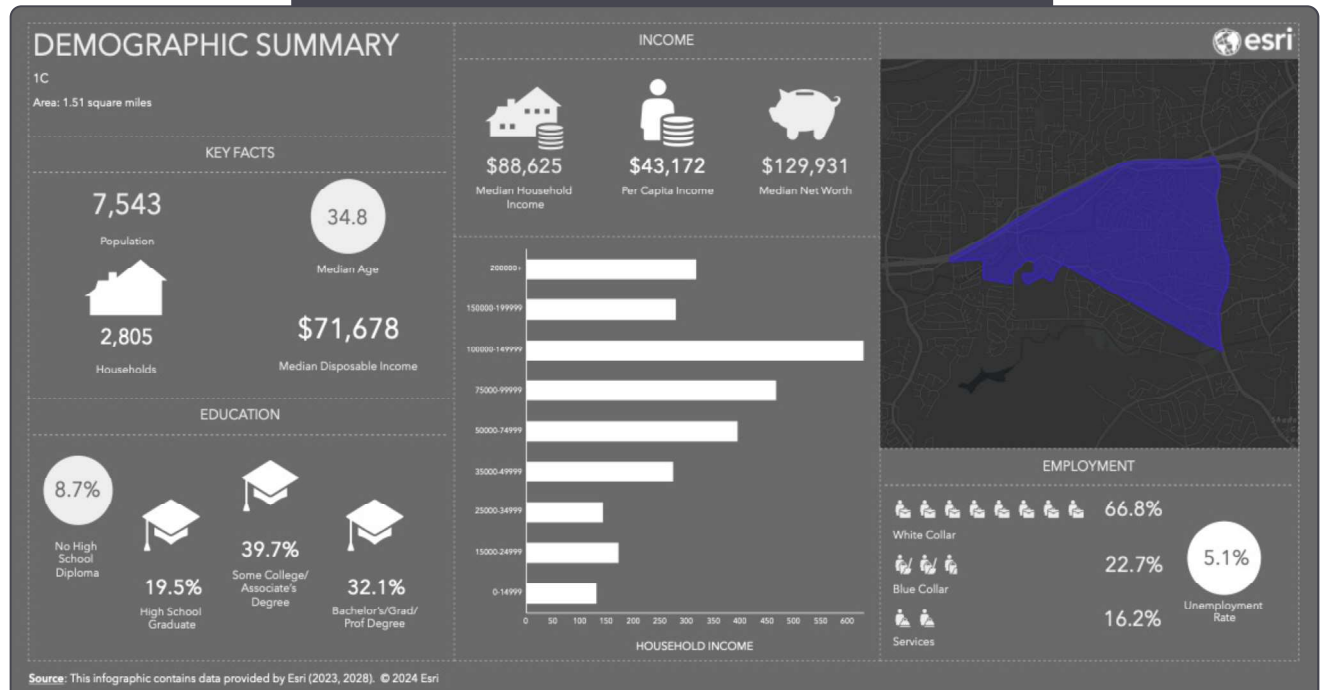 DEMOGRAPHIC SUMMARY
1C
Area: 1.51 square miles
KEY FACTS
7,543
Population
34.8
Median Age
2,805
Households
$71,678
Median Disposable Income
EDUCATION
8.7%
No High
School
Diploma
19.5%
High School
Graduate
39.7%
Some College/
Associate's
Degree
32.1%
Bachelor's/Grad/
Prof Degree
INCOME
$88,625
Median Household
Income
$43,172
Per Capita Income
$129,931
Median Net Worth
200000+
150000-199999
100000-149999
75000-99999
50000-74999
35000-49999
25000-34999
15000-24999
0-14999
0 50 100 150 200 250 300 350 400 450 500 550 600
HOUSEHOLD INCOME
esri
EMPLOYMENT
66.8%
White Collar
22.7%
Blue Collar
16.2%
Services
5.1%
Unemployment
Rate
Source: This infographic contains data provided by Esri (2023, 2028). © 2024 Esri